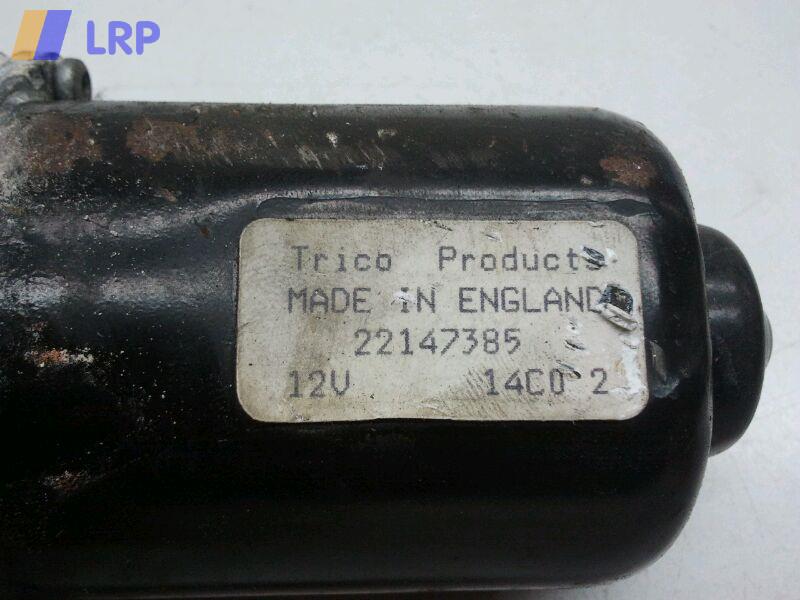 LRP
Trico Products
MADE IN ENGLAND
22147385
12V 14C0 2